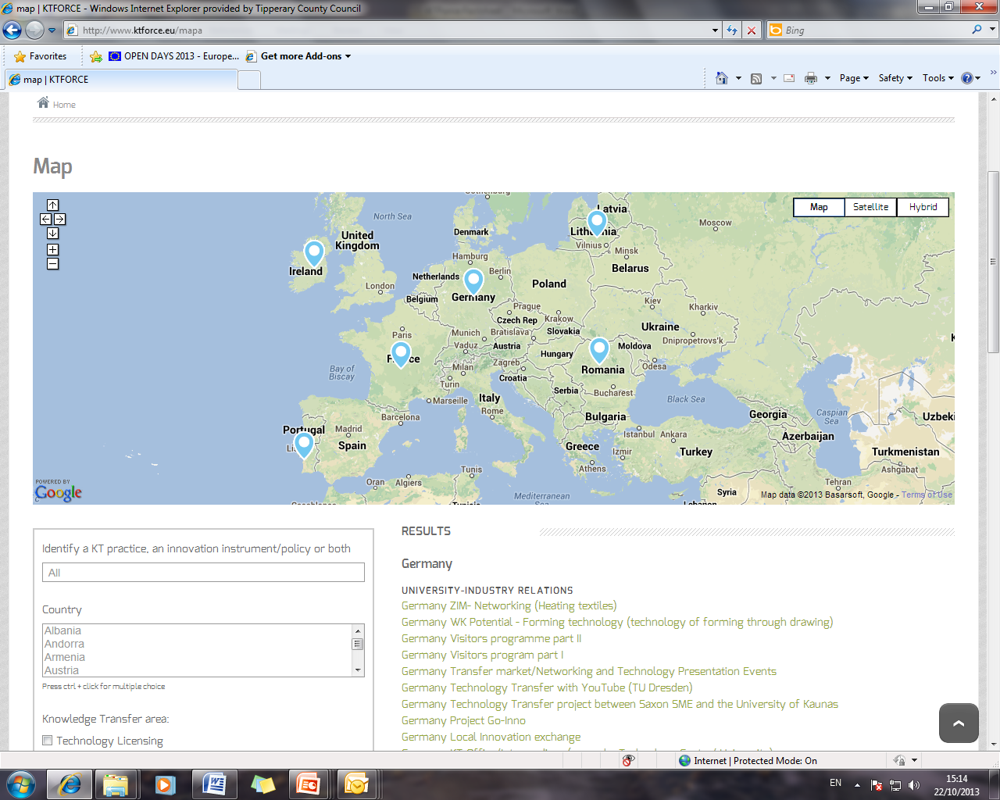 map | KTFORCE - Windows Internet Explorer provided by Tipperary County Council
http://www.ktforce.eu/mapa
Bing
Favorites
OPEN DAYS 2013 - Europe...
Get more Add-ons
map | KTFORCE
Page
Safety
Tools
Home
Map
Map
Satellite
Hybrid
North Sea
Latvia
Moscow
United
Kingdom
Denmark
Vilnius
Minsk
Ireland
Hamburg
Belarus
Netherlands
Berlin
Poland
London
Germany
Belgium
Prague
Kiev
Kharkiv
Czech Rep
Krakow
Ukraine
Paris
Munich
Bratislava
Slovakia
Dnipropetrovs'k
Vaduz
Austria
Moldova
Hungary
Bay of
Biscay
Milan
Zagreb
Romania
Odesa
Turin
Croatia
Marseille
Italy
Serbia
Bucharest
Black Sea
Rome
Caspian
Sea
Barcelona
Bulgaria
Georgia
Uzbeki
Portugal
Madrid
Istanbul
Ankara
Azerbaijan
Spain
Greece
Izmir
Turkey
Turkmenistan
Athens
Ashgabat
Oran
Algiers
Tunis
Tehran
Mediterranean
Sea
Syria
POWERED BY
Google
Map data ©2013 Basarsoft, Google - Terms of Use
Identify a KT practice, an innovation instrument/policy or both
All
Country
Albania
Andorra
Armenia
Austria
Press ctrl + click for multiple choice
Knowledge Transfer area:
Technology Licensing
RESULTS
Germany
UNIVERSITY-INDUSTRY RELATIONS
Germany ZIM- Networking (Heating textiles)
Germany WK Potential - Forming technology (technology of forming through drawing)
Germany Visitors programme part II
Germany Visitors program part I
Germany Transfer market/Networking and Technology Presentation Events
Germany Technology Transfer with YouTube (TU Dresden)
Germany Technology Transfer project between Saxon SME and the University of Kaunas
Germany Project Go-Inno
Germany Local Innovation exchange
Internet | Protected Mode: On
EN
15:14
22/10/2013